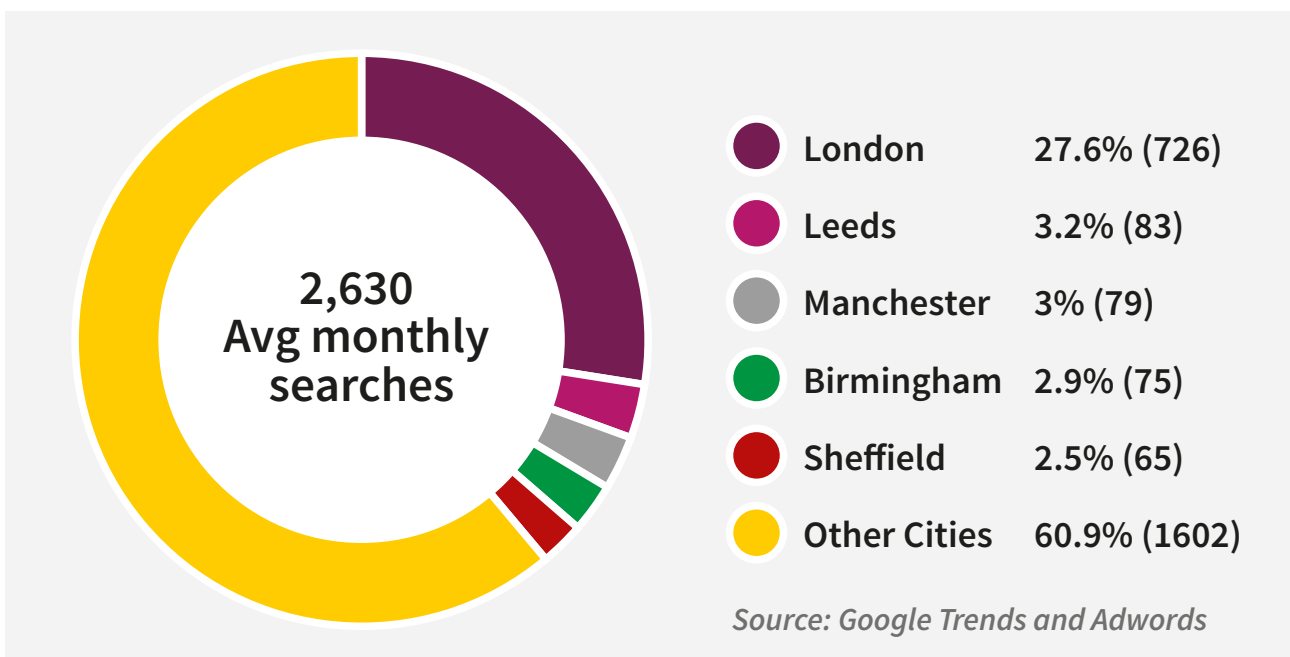 2,630
Avg monthly
searches
London 27.6% (726)
Leeds 3.2% (83)
Manchester 3% (79)
Birmingham 2.9% (75)
Sheffield 2.5% (65)
Other Cities 60.9% (1602)
Source: Google Trends and Adwords